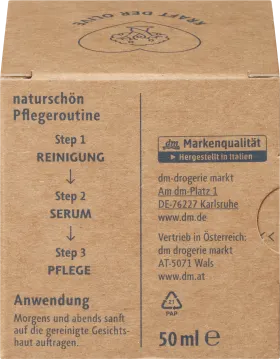 KRAFT DER OLIVE
naturschön
Pflegeroutine
Step 1
REINIGUNG
Step 2
SERUM
Step 3
PFLEGE
Anwendung
Morgens und abends sanft
auf die gereinigte Gesichts-
haut auftragen.
dm Markenqualität
Hergestellt in Italien
dm-drogerie markt
Am dm-Platz 1
DE-76227 Karlsruhe
www.dm.de
Vertrieb in Österreich:
dm drogerie markt
AT-5071 Wals
www.dm.at
21
PAP
50 ml e